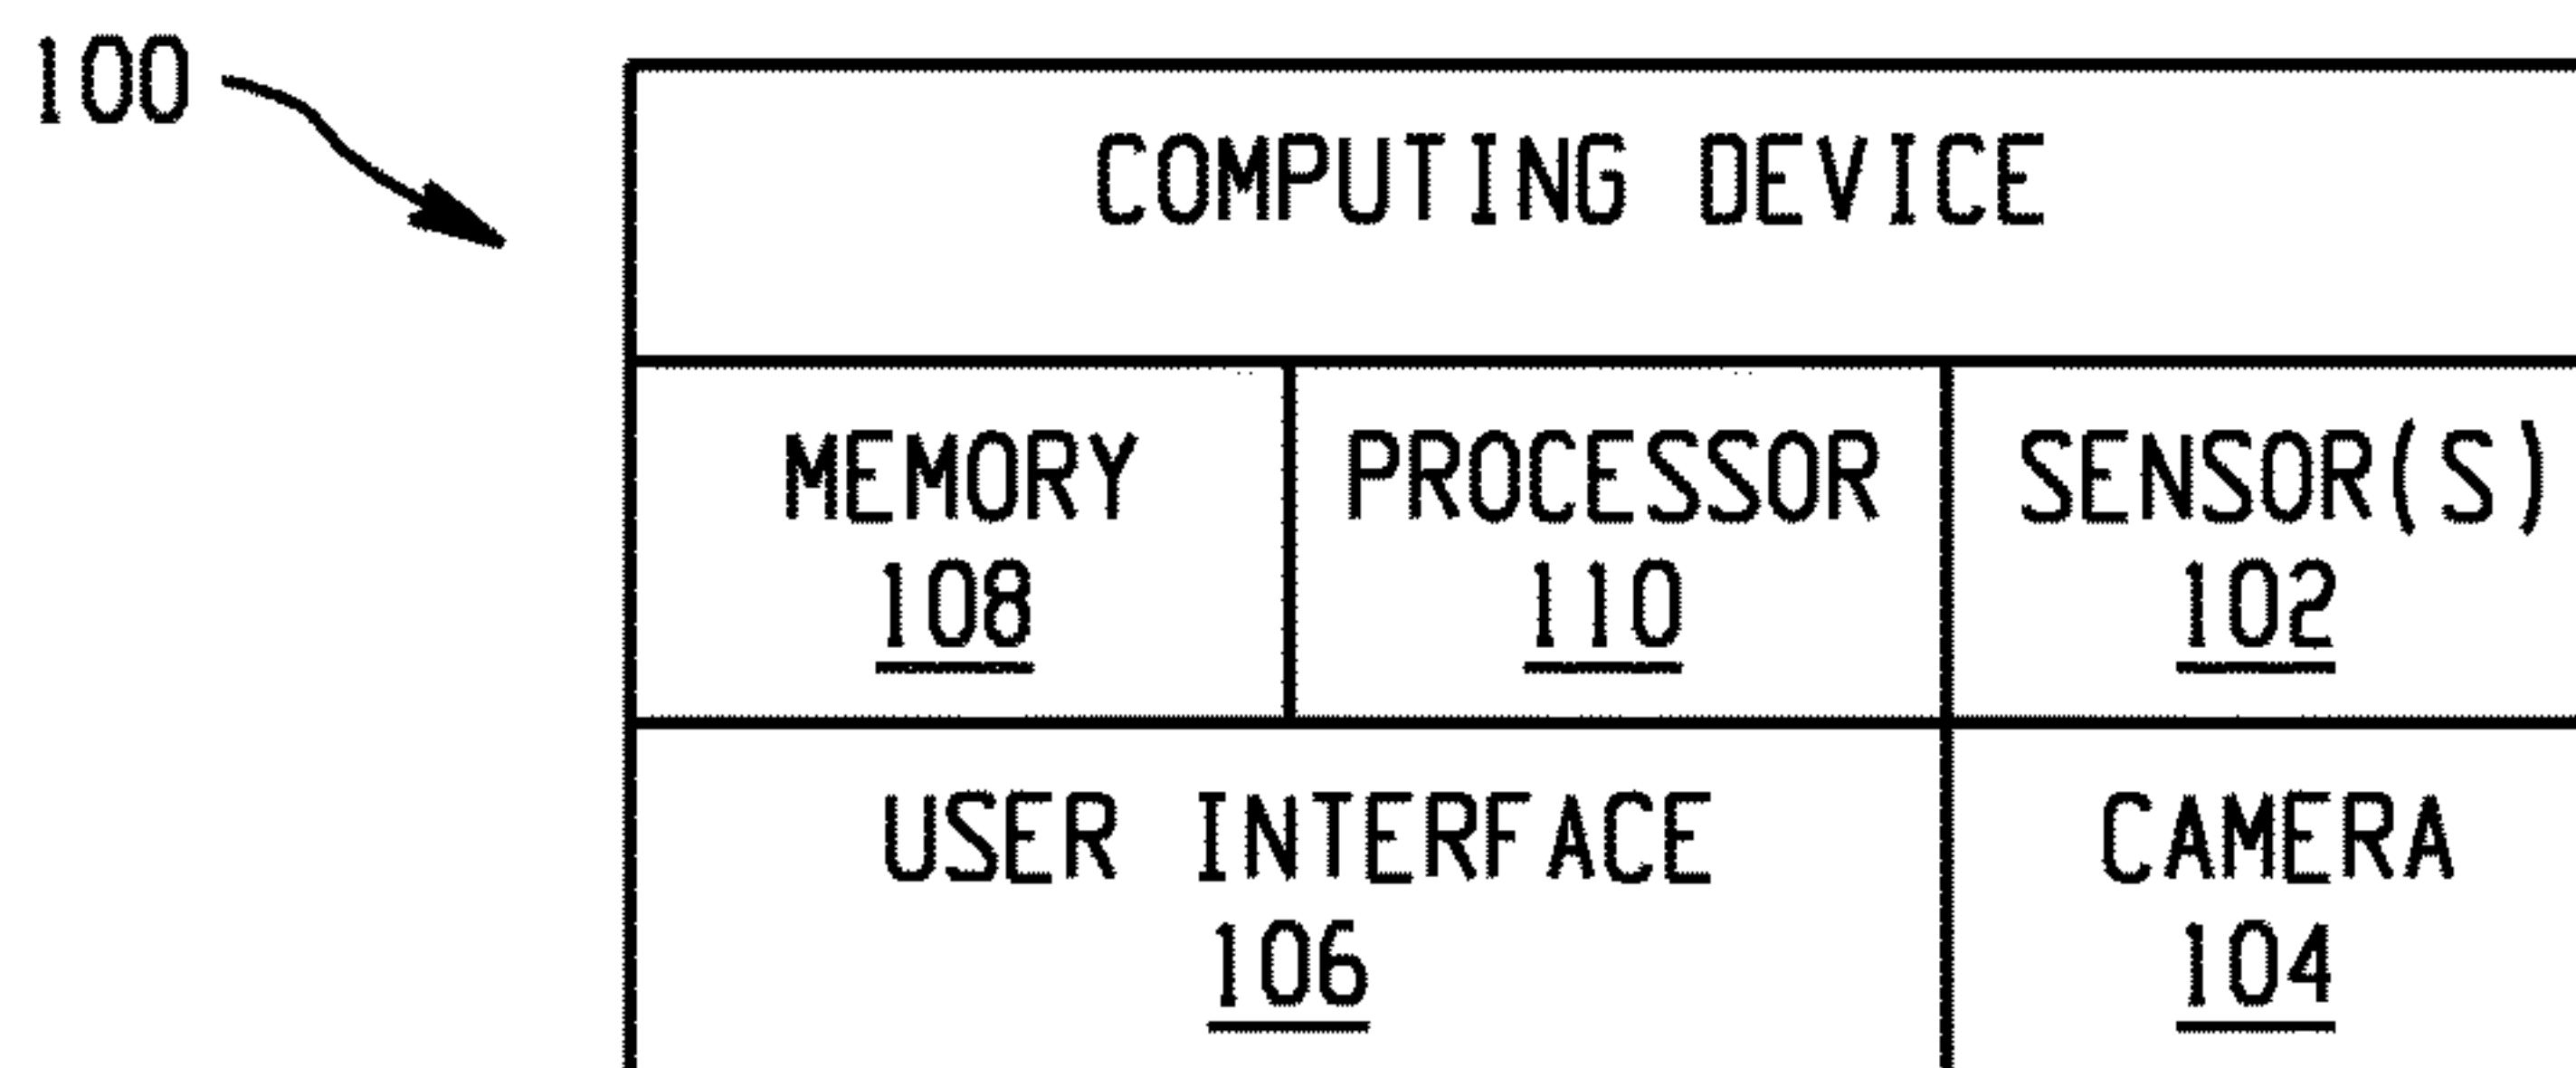 100
COMPUTING DEVICE
MEMORY PROCESSOR SENSOR(S)
108 110 102
USER INTERFACE CAMERA
106 104